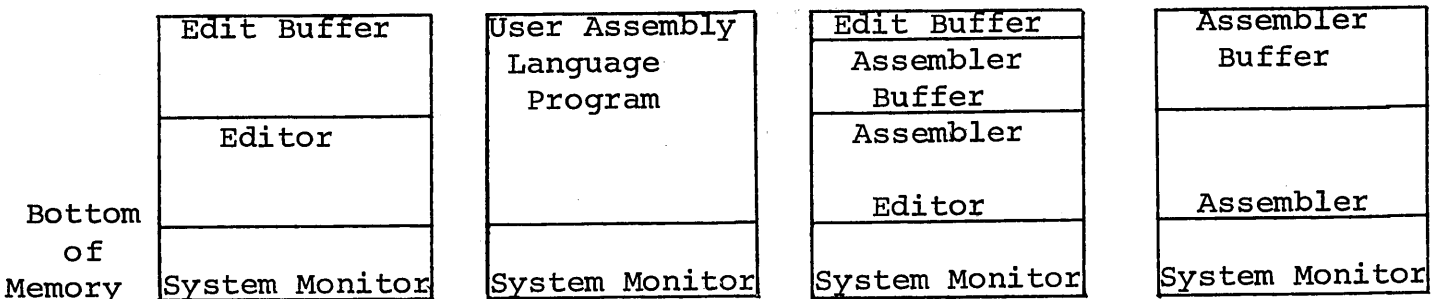 Edit Buffer
Editor
System Monitor
Bottom
of
Memory
User Assembly
Language
Program
System Monitor
Edit Buffer
Assembler
Buffer
Assembler
Editor
System Monitor
Assembler
Buffer
Assembler
System Monitor